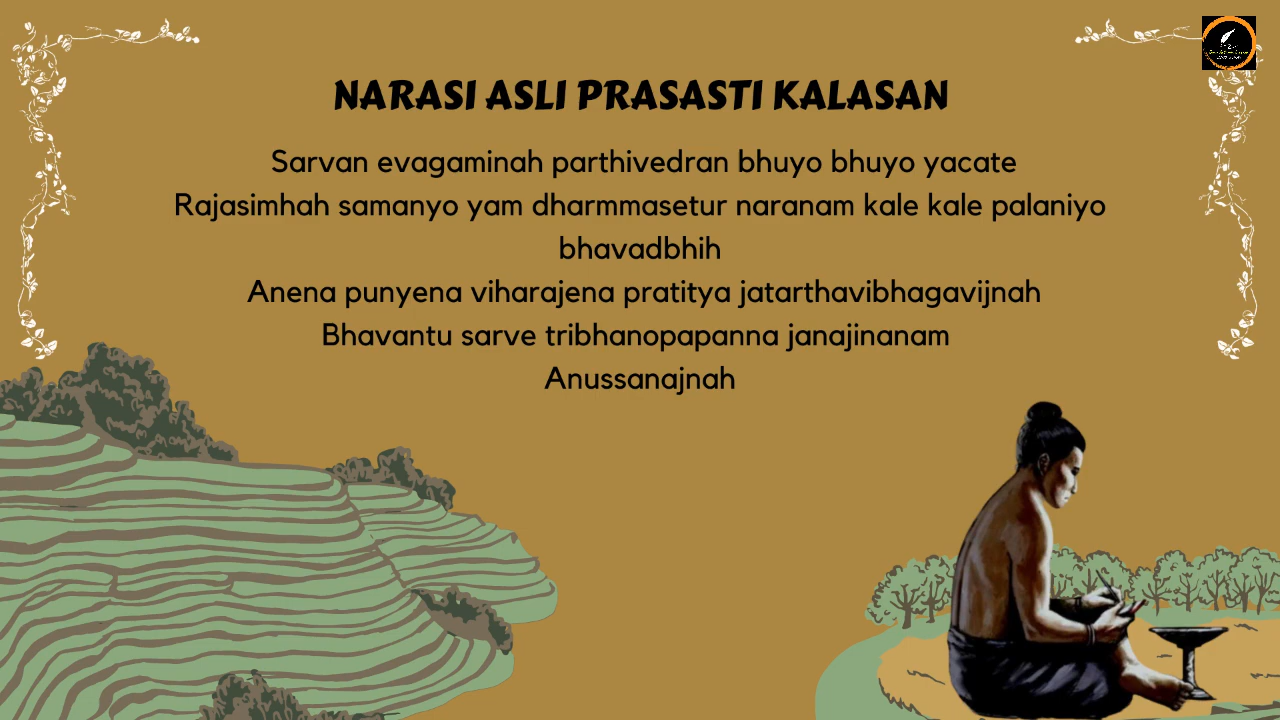 NARASI ASLI PRASASTI KALASAN
Sarvan evagaminah parthivedran bhuyo bhuyo yacate
Rajasimhah samanyo yam dharmmasetur naranam kale kale palaniyo
bhavadbhih
Anena punyena viharajena pratitya jatarthavibhagavijnah
Bhavantu sarve tribhanopapanna janajinanam
Anussanajnah